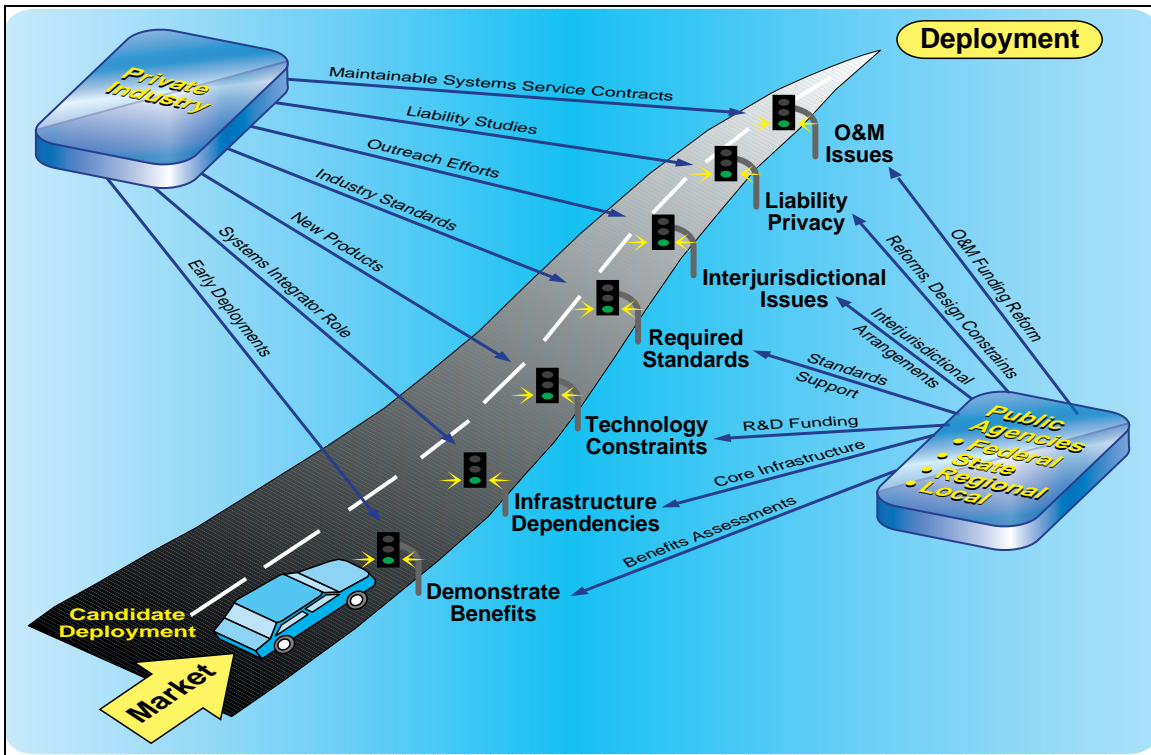 Deployment
Private
Industry
Maintainable Systems Service Contracts
Liability Studies
Outreach Efforts
Industry Standards
New Products
Systems Integrator Role
Early Deployments
O&M
Issues
Liability
Privacy
Interjurisdictional
Issues
Required
Standards
Technology
Constraints
Infrastructure
Dependencies
Demonstrate
Benefits
O&M Funding Reform
Reforms, Design Constraints
Interjurisdictional
Arrangements
Standards
Support
R&D Funding
Core Infrastructure
Benefits Assessments
Public
Agencies
• Federal
• State
• Regional
• Local
Candidate
Deployment
Market